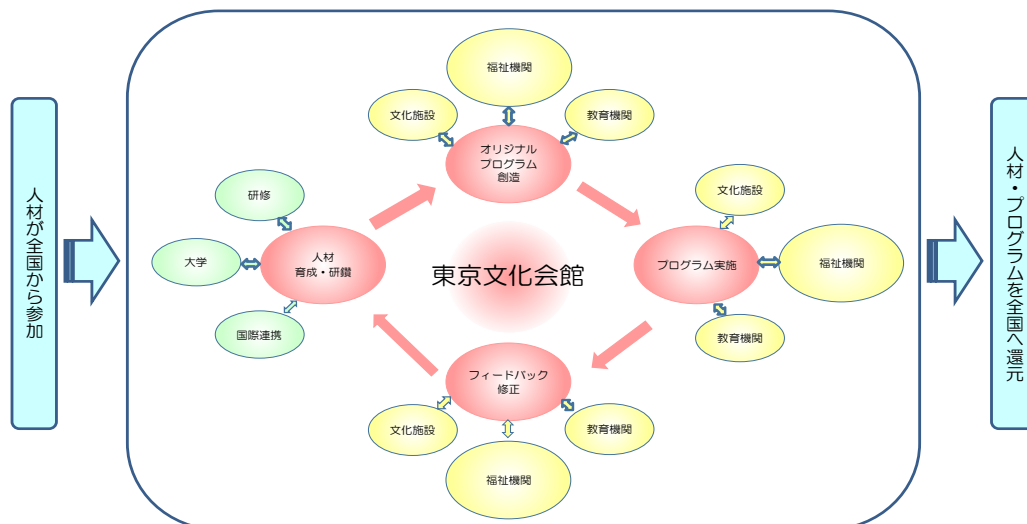 人材が全国から参加
福祉機関
文化施設
教育機関
オリジナル
プログラム
創造
研修
大学
国際連携
人材
育成・研鑽
東京文化会館
文化施設
プログラム実施
福祉機関
教育機関
フィードバック
修正
文化施設
教育機関
福祉機関
人材・プログラムを全国へ還元